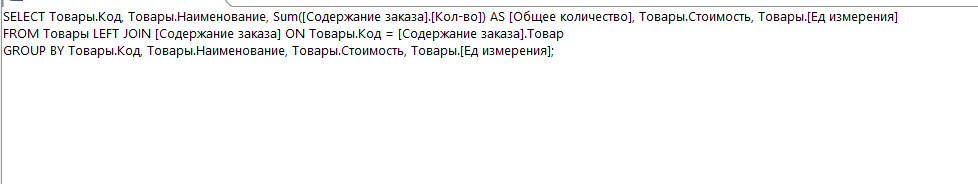 SELECT Товары.Код, Товары.Наименование, Sum([Содержание заказа].[Кол-во]) AS [Общее количество], Товары.Стоимость, Товары.[Ед измерения]
FROM Товары LEFT JOIN [Содержание заказа] ON Товары.Код = [Содержание заказа].Товар
GROUP BY Товары.Код, Товары.Наименование, Товары.Стоимость, Товары.[Ед измерения];